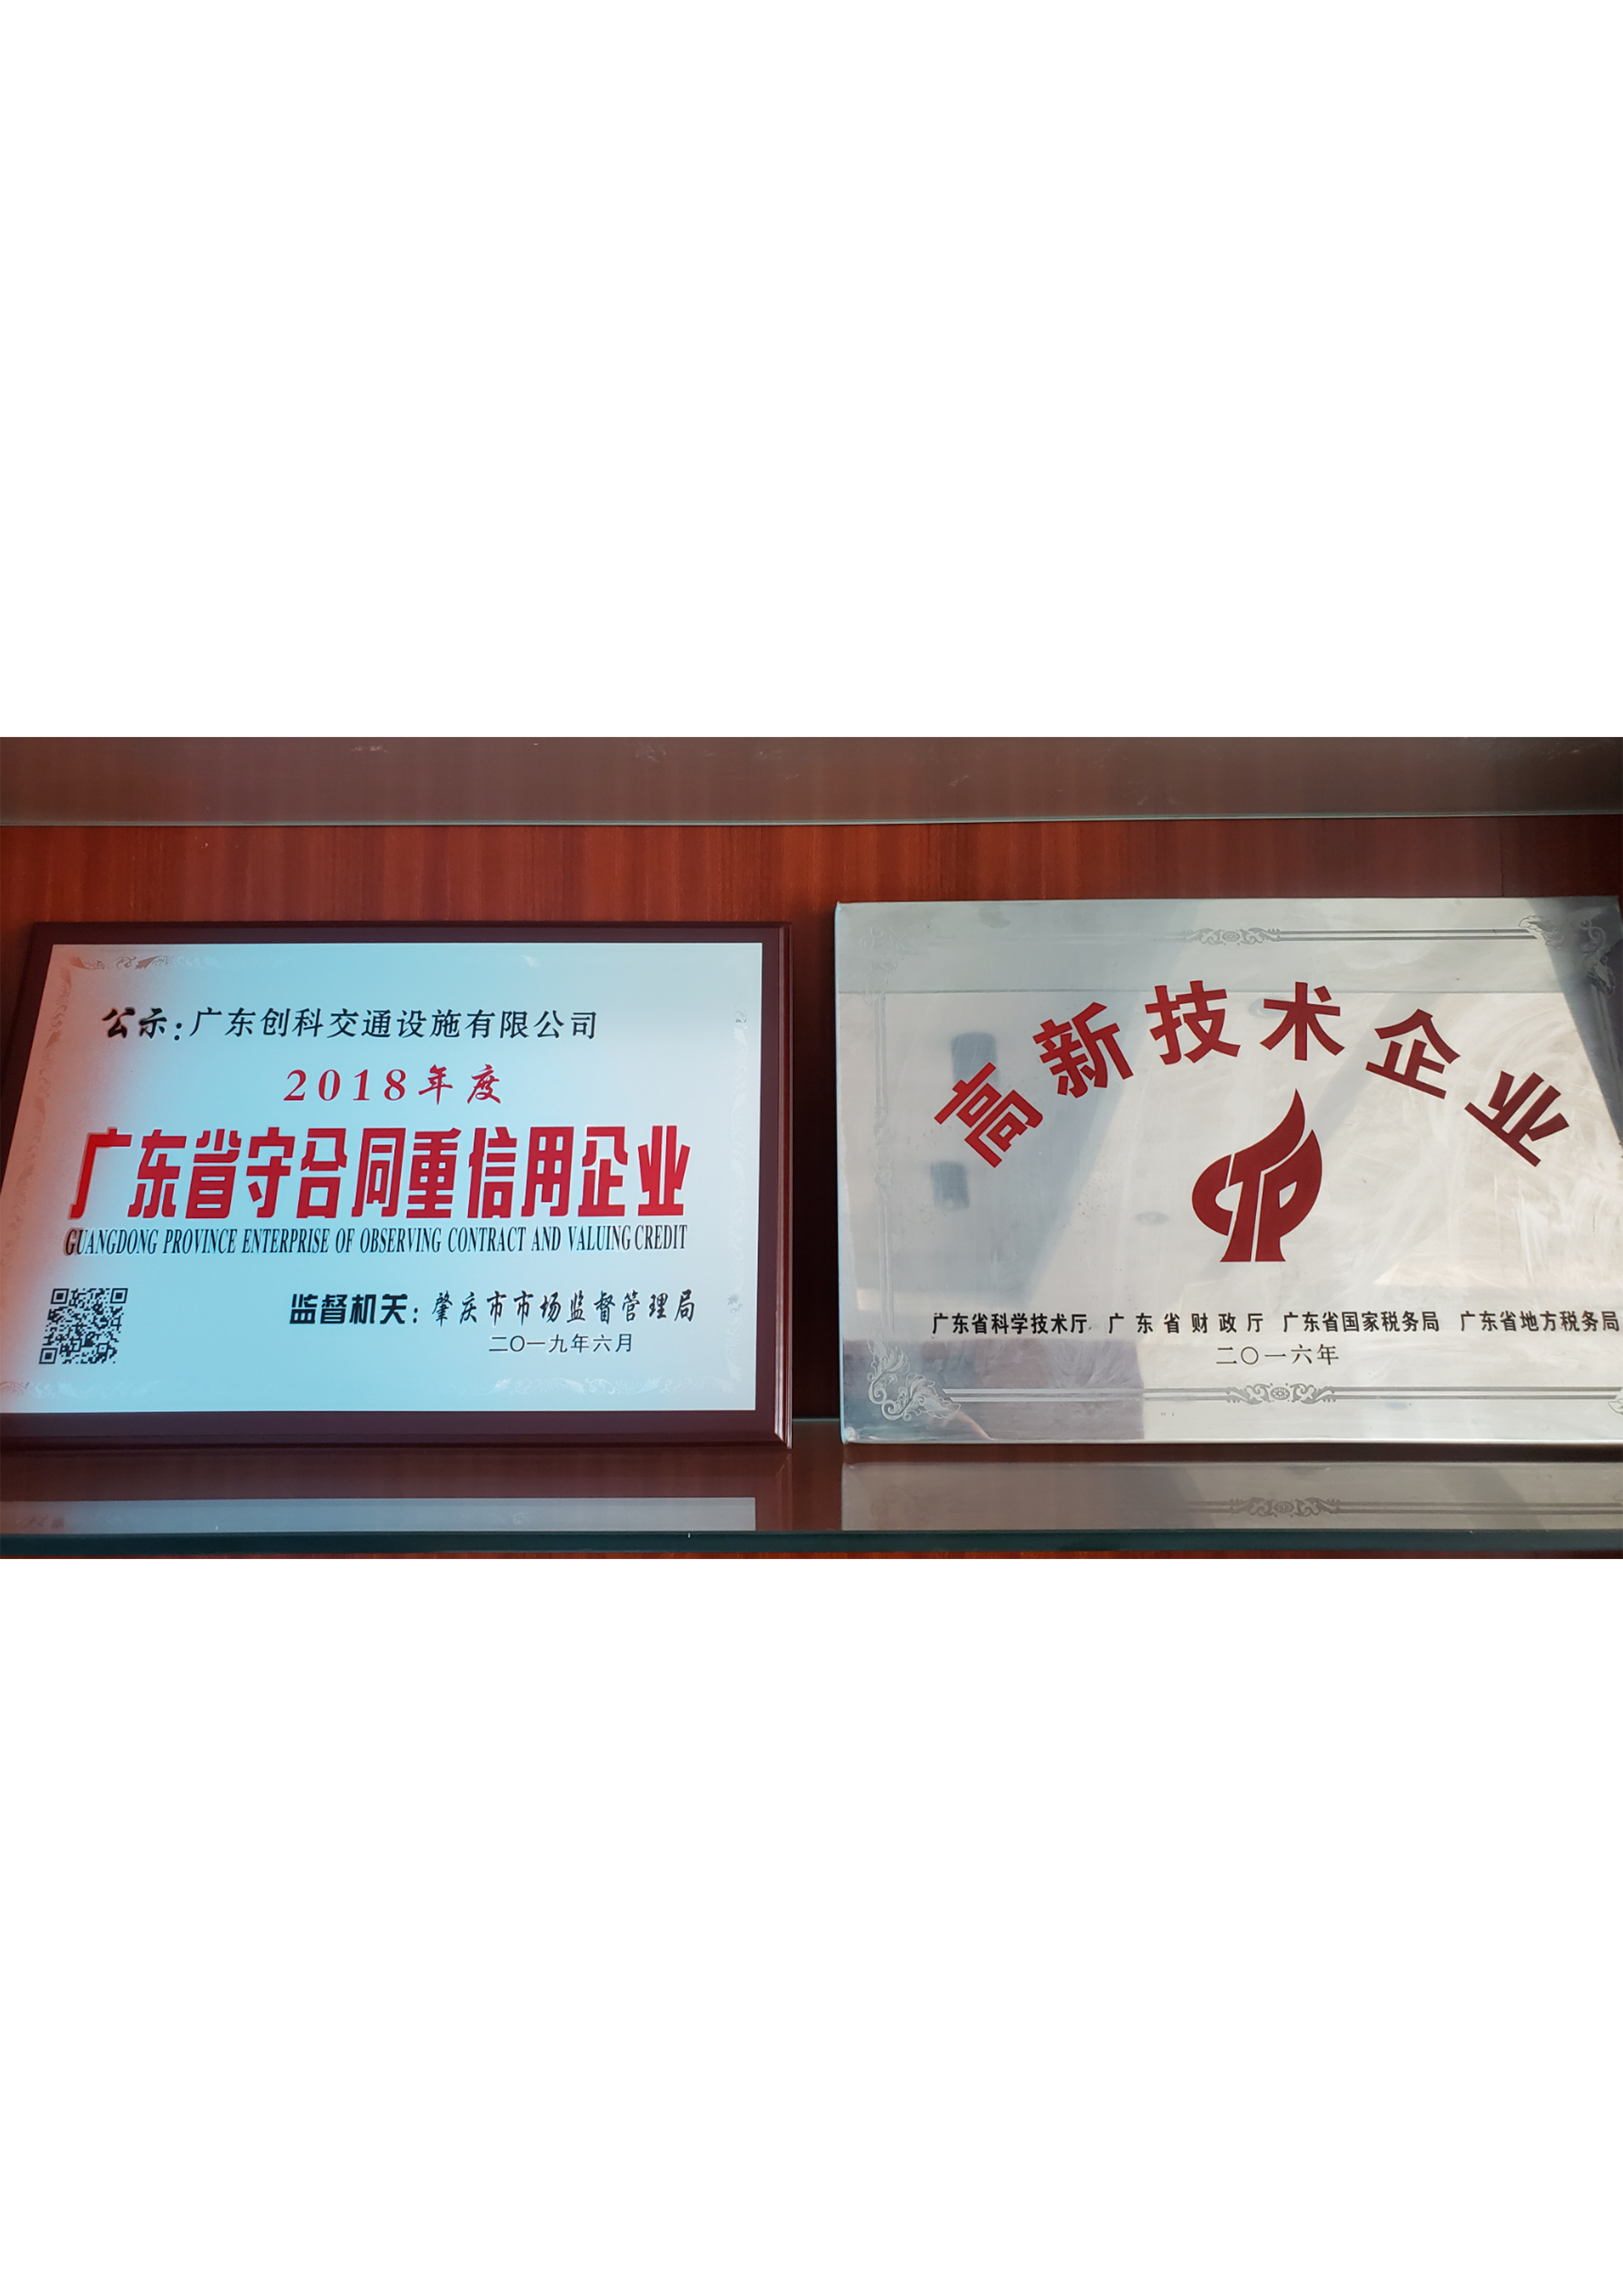 公示:广东创科交通设施有限公司
2018年度
广东省守合同重信用企业
GUANGDONG PROVINCE ENTERPRISE OF OBSERVING CONTRACT AND VALUING CREDIT
监督机关:肇庆市市场监督管理局
二〇一九年六月
高新技术企业
广东省科学技术厅 广东省财政厅 广东省国家税务局 广东省地方税务局
二〇一六年